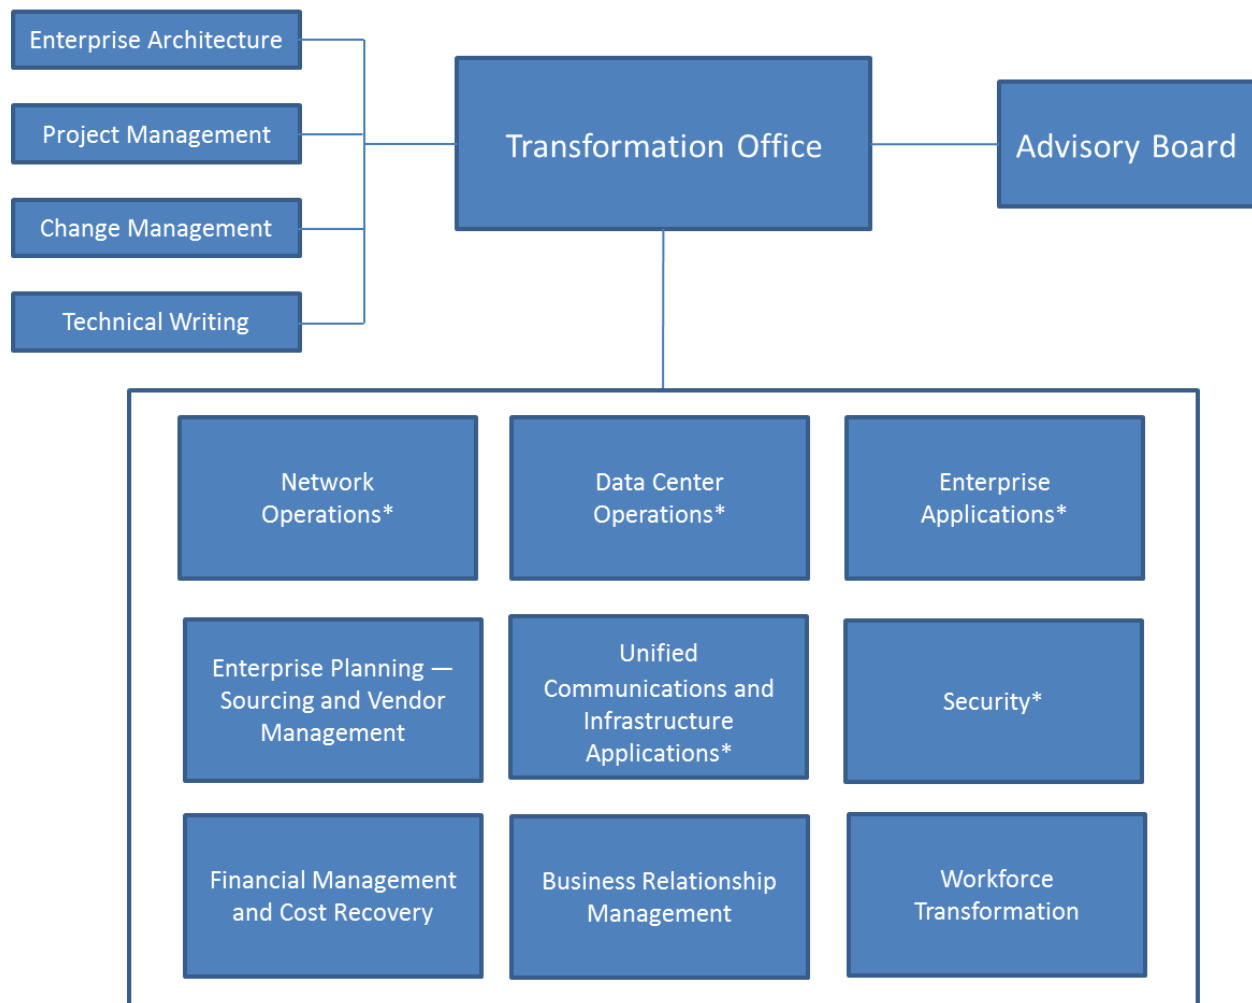 Enterprise Architecture
Project Management
Change Management
Technical Writing
Transformation Office
Advisory Board
Network
Operations*
Data Center
Operations*
Enterprise
Applications*
Enterprise Planning —
Sourcing and Vendor
Management
Unified
Communications and
Infrastructure
Applications*
Security*
Financial Management
and Cost Recovery
Business Relationship
Management
Workforce
Transformation